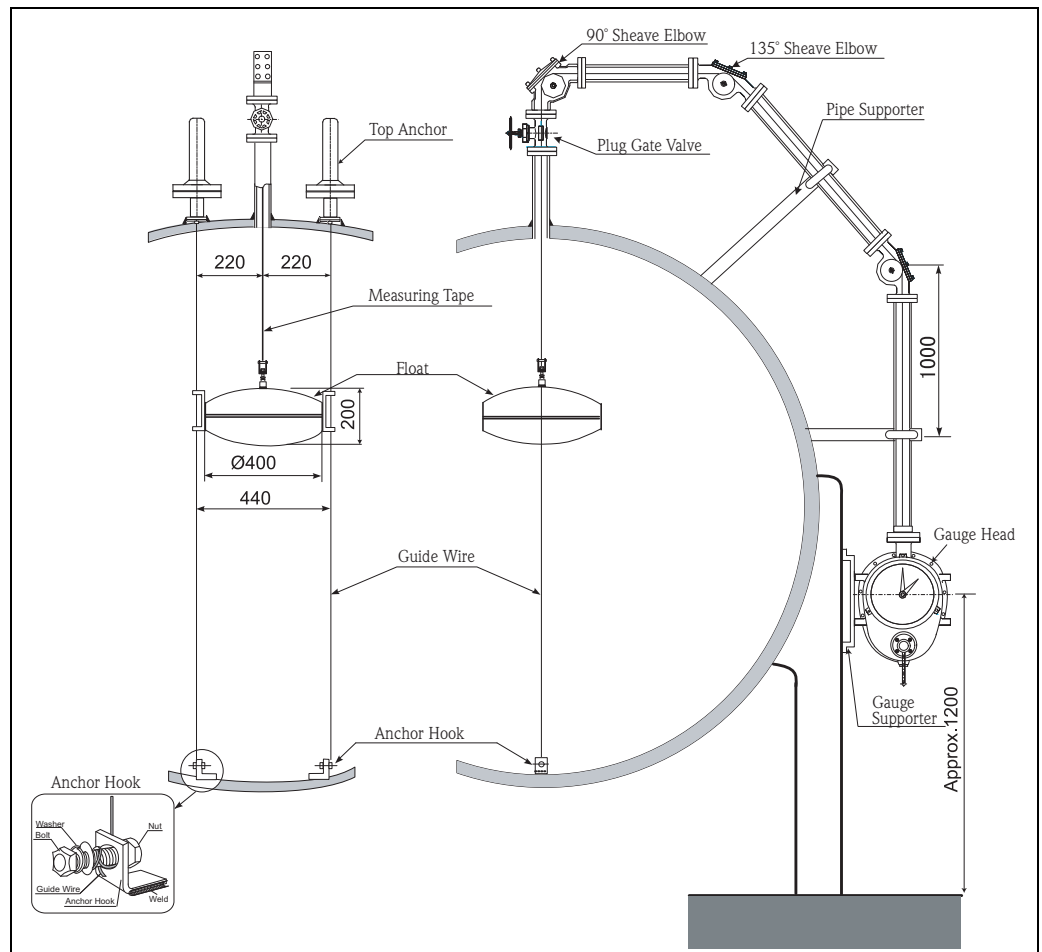 90° Sheave Elbow
135° Sheave Elbow
Pipe Supporter
Top Anchor
Plug Gate Valve
220
220
Measuring Tape
1000
Float
200
Ø400
440
Gauge Head
Guide Wire
Gauge
Supporter
Approx.1200
Anchor Hook
Anchor Hook
Washer
Bolt
Nut
Guide Wire
Anchor Hook
Weld